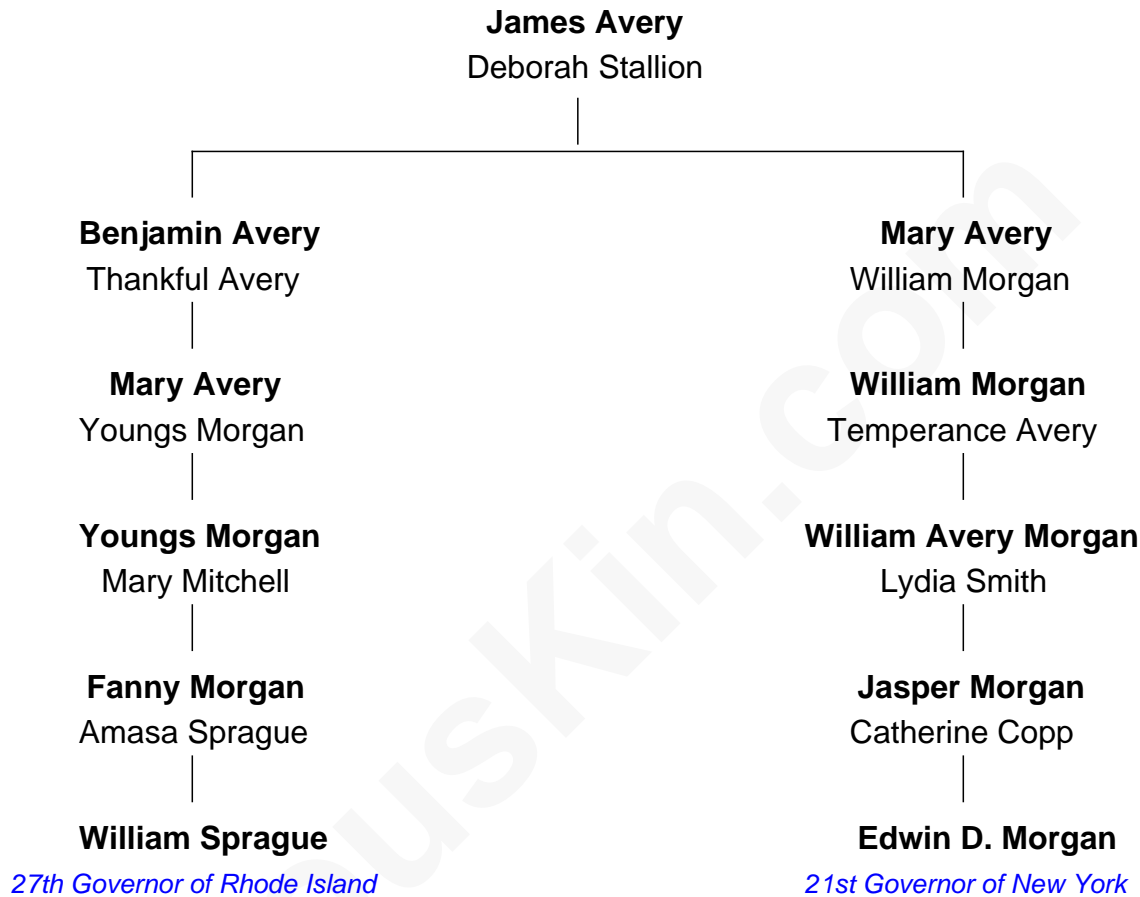 James Avery
Deborah Stallion
Benjamin Avery
Thankful Avery
Mary Avery
William Morgan
Mary Avery
Youngs Morgan
William Morgan
Temperance Avery
Youngs Morgan
Mary Mitchell
William Avery Morgan
Lydia Smith
Fanny Morgan
Amasa Sprague
Jasper Morgan
Catherine Copp
William Sprague
27th Governor of Rhode Island
Edwin D. Morgan
21st Governor of New York
ousKin.com